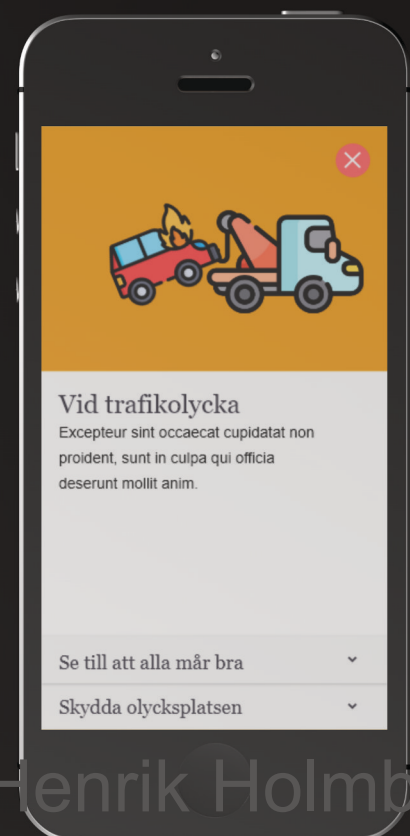 Vid trafikolycka
Excepteur sint occaecat cupidatat non
proident, sunt in culpa qui officia
deserunt mollit anim.
Se till att alla mår bra
Skydda olycksplatsen
Henrik Holmb